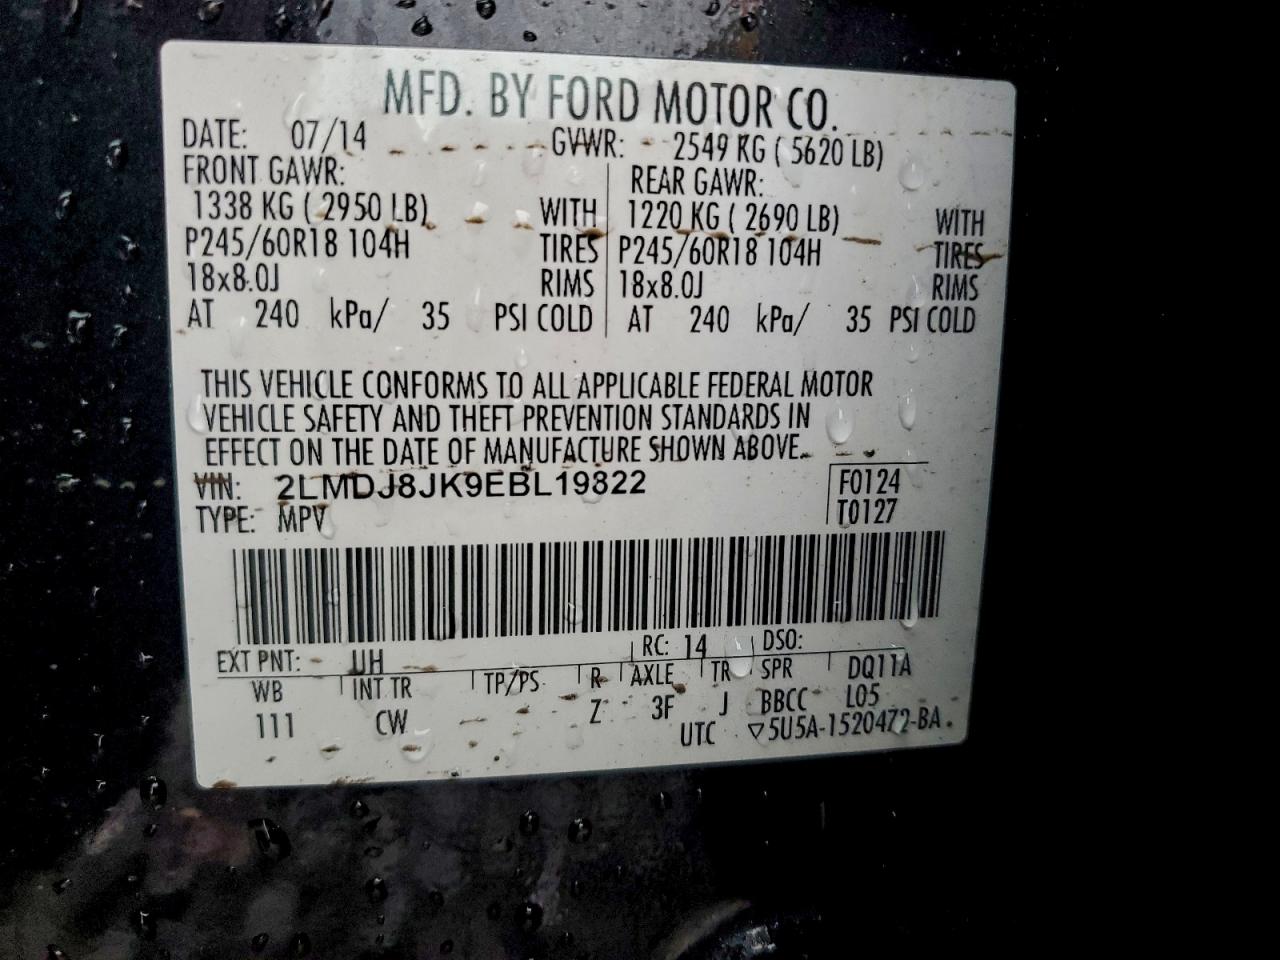 MFD. BY FORD MOTOR CO.
DATE: 07/14 GVWR: 2549 KG ( 5620 LB)
FRONT GAWR: REAR GAWR:
1338 KG ( 2950 LB) WITH 1220 KG ( 2690 LB) WITH
P245/60R18 104H TIRES P245/60R18 104H TIRES
18x8.0J RIMS 18x8.0J RIMS
AT 240 kPa/ 35 PSI COLD AT 240 kPa/ 35 PSI COLD
THIS VEHICLE CONFORMS TO ALL APPLICABLE FEDERAL MOTOR
VEHICLE SAFETY AND THEFT PREVENTION STANDARDS IN
EFFECT ON THE DATE OF MANUFACTURE SHOWN ABOVE.
VIN: 2LMDJ8JK9EBL19822 F0124
TYPE: MPV T0127
EXT PNT: UH RC: 14 DSO:
WB INT TR TP/PS R AXLE TR SPR DQ11A
111 CW Z 3F J BBCC L05
UTC ▽5U5A-1520472-BA